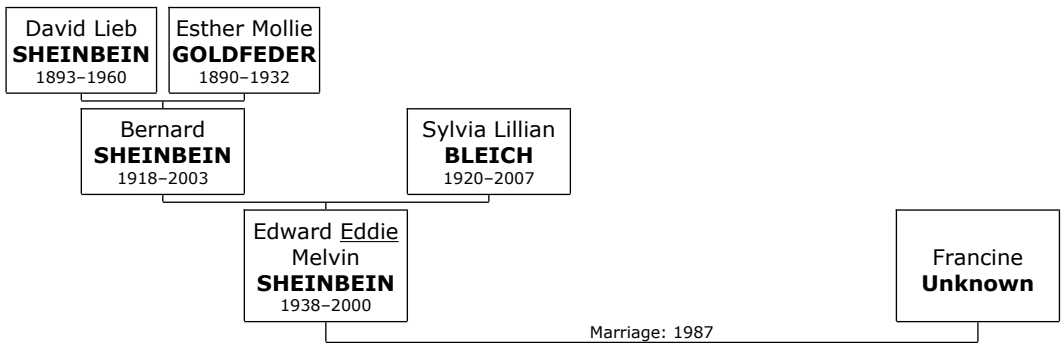 David Lieb
SHEINBEIN
1893–1960
Esther Mollie
GOLDFEDER
1890–1932
Bernard
SHEINBEIN
1918–2003
Sylvia Lillian
BLEICH
1920–2007
Edward Eddie
Melvin
SHEINBEIN
1938–2000
Francine
Unknown
Marriage: 1987